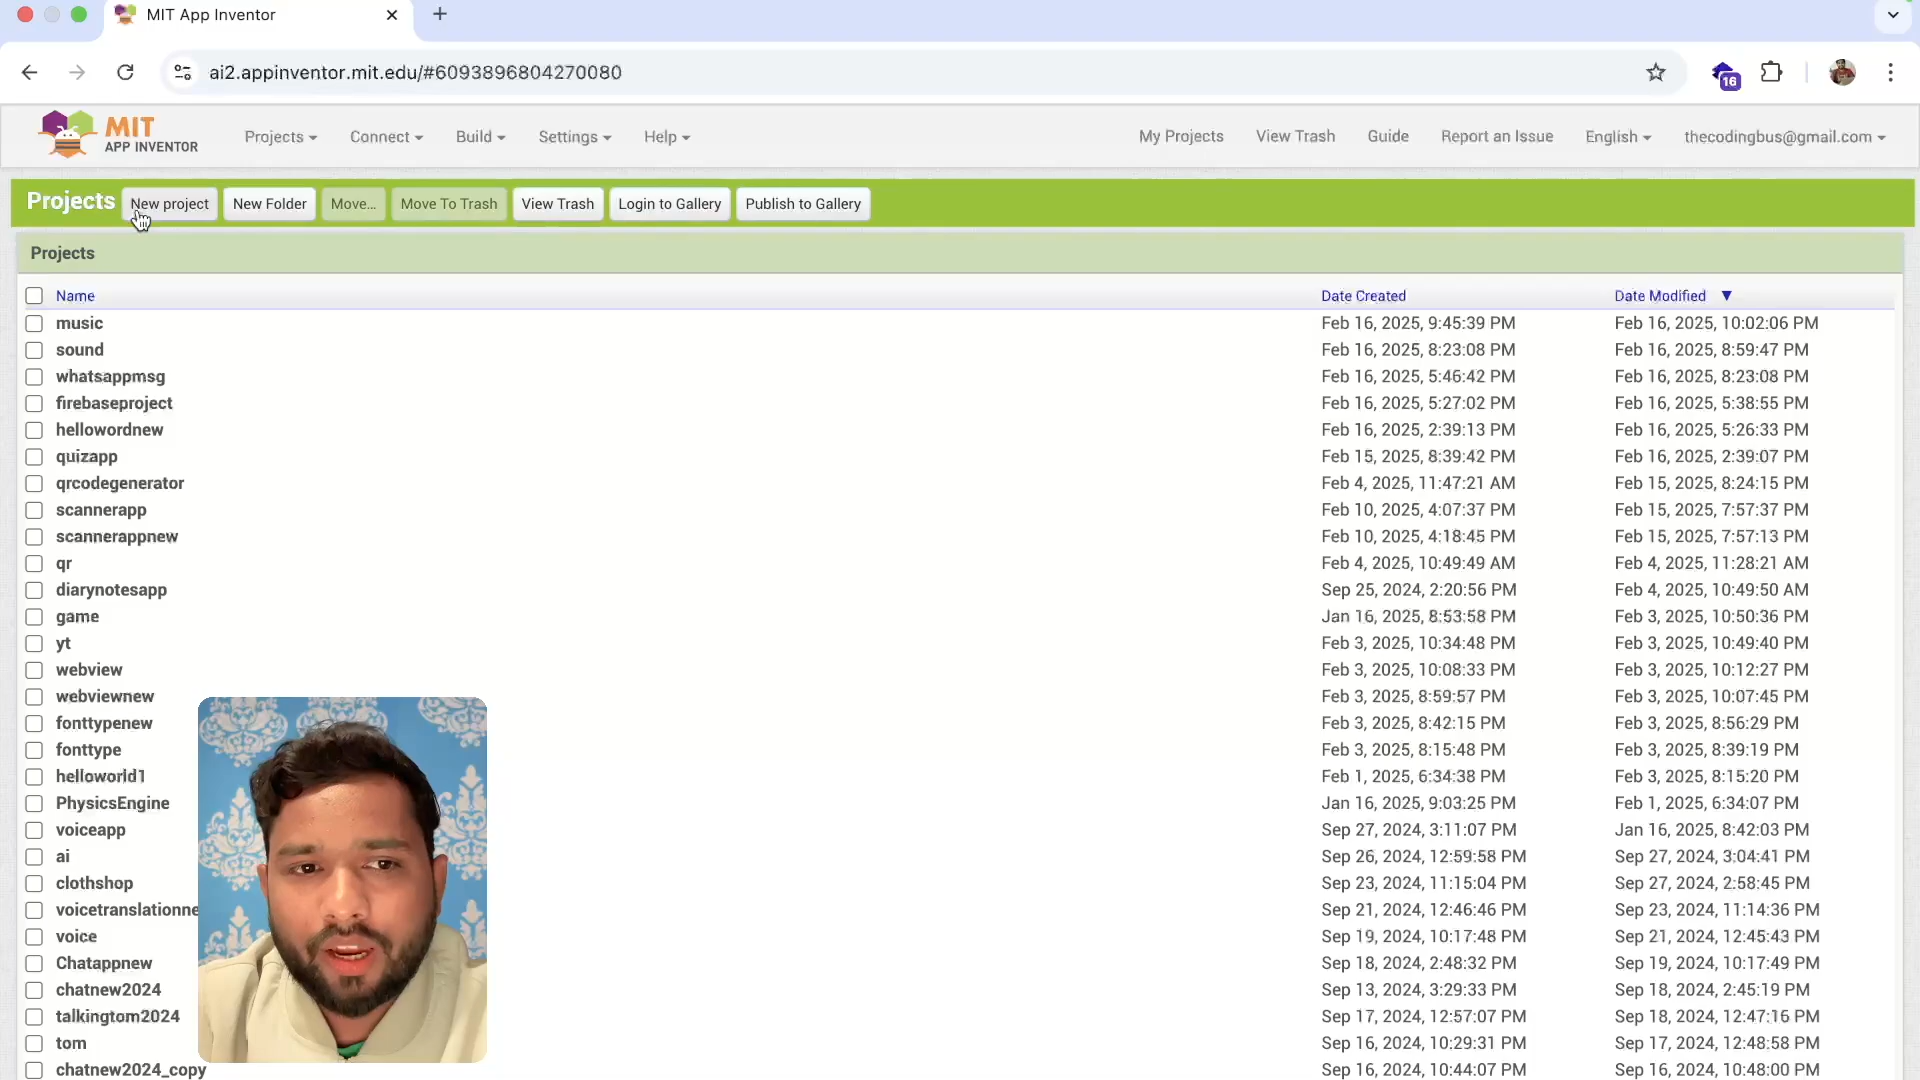 MIT App Inventor
ai2.appinventor.mit.edu/#6093896804270080
16
MIT
APP INVENTOR
Projects
Connect
Build
Settings
Help
My Projects
View Trash
Guide
Report an Issue
English
thecodingbus@gmail.com
Projects
New project
New Folder
Move...
Move To Trash
View Trash
Login to Gallery
Publish to Gallery
Projects
Name Date Created Date Modified ▼
music Feb 16, 2025, 9:45:39 PM Feb 16, 2025, 10:02:06 PM
sound Feb 16, 2025, 8:23:08 PM Feb 16, 2025, 8:59:47 PM
whatsappmsg Feb 16, 2025, 5:46:42 PM Feb 16, 2025, 8:23:08 PM
firebaseproject Feb 16, 2025, 5:27:02 PM Feb 16, 2025, 5:38:55 PM
hellowordnew Feb 16, 2025, 2:39:13 PM Feb 16, 2025, 5:26:33 PM
quizapp Feb 15, 2025, 8:39:42 PM Feb 16, 2025, 2:39:07 PM
qrcodegenerator Feb 4, 2025, 11:47:21 AM Feb 15, 2025, 8:24:15 PM
scannerapp Feb 10, 2025, 4:07:37 PM Feb 15, 2025, 7:57:37 PM
scannerappnew Feb 10, 2025, 4:18:45 PM Feb 15, 2025, 7:57:13 PM
qr Feb 4, 2025, 10:49:49 AM Feb 4, 2025, 11:28:21 AM
diarynotesapp Sep 25, 2024, 2:20:56 PM Feb 4, 2025, 10:49:50 AM
game Jan 16, 2025, 8:53:58 PM Feb 3, 2025, 10:50:36 PM
yt Feb 3, 2025, 10:34:48 PM Feb 3, 2025, 10:49:40 PM
webview Feb 3, 2025, 10:08:33 PM Feb 3, 2025, 10:12:27 PM
webviewnew Feb 3, 2025, 8:59:57 PM Feb 3, 2025, 10:07:45 PM
fonttypenew Feb 3, 2025, 8:42:15 PM Feb 3, 2025, 8:56:29 PM
fonttype Feb 3, 2025, 8:15:48 PM Feb 3, 2025, 8:39:19 PM
helloworld1 Feb 1, 2025, 6:34:38 PM Feb 3, 2025, 8:15:20 PM
PhysicsEngine Jan 16, 2025, 9:03:25 PM Feb 1, 2025, 6:34:07 PM
voiceapp Sep 27, 2024, 3:11:07 PM Jan 16, 2025, 8:42:03 PM
ai Sep 26, 2024, 12:59:58 PM Sep 27, 2024, 3:04:41 PM
clothshop Sep 23, 2024, 11:15:04 PM Sep 27, 2024, 2:58:45 PM
voicetranslationne Sep 21, 2024, 12:46:46 PM Sep 23, 2024, 11:14:36 PM
voice Sep 19, 2024, 10:17:48 PM Sep 21, 2024, 12:45:43 PM
Chatappnew Sep 18, 2024, 2:48:32 PM Sep 19, 2024, 10:17:49 PM
chatnew2024 Sep 13, 2024, 3:29:33 PM Sep 18, 2024, 2:45:19 PM
talkingtom2024 Sep 17, 2024, 12:57:07 PM Sep 18, 2024, 12:47:16 PM
tom Sep 16, 2024, 10:29:31 PM Sep 17, 2024, 12:48:58 PM
chatnew2024_copy Sep 16, 2024, 10:44:07 PM Sep 16, 2024, 10:48:00 PM